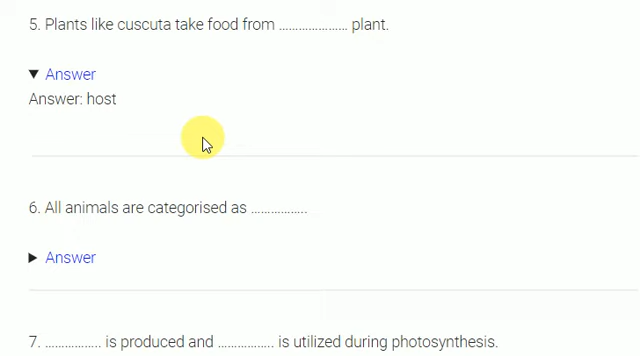 5. Plants like cuscuta take food from ………………… plant.
Answer
Answer: host
6. All animals are categorised as ……………..
Answer
7. …………….. is produced and …………….. is utilized during photosynthesis.